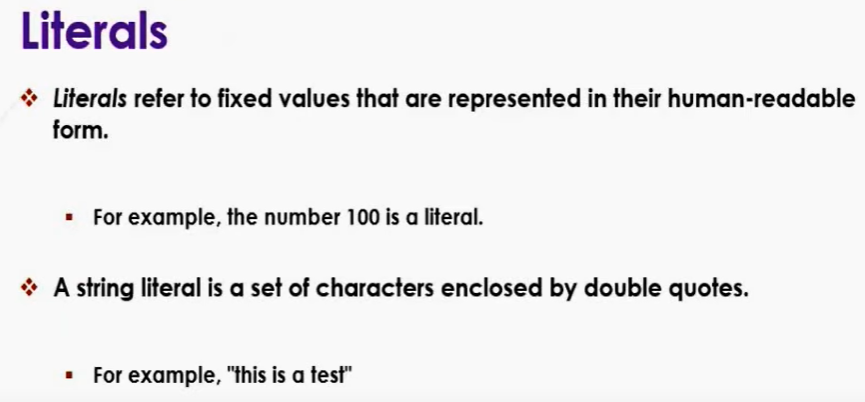 Literals
Literals refer to fixed values that are represented in their human-readable
form.
For example, the number 100 is a literal.
A string literal is a set of characters enclosed by double quotes.
For example, "this is a test"